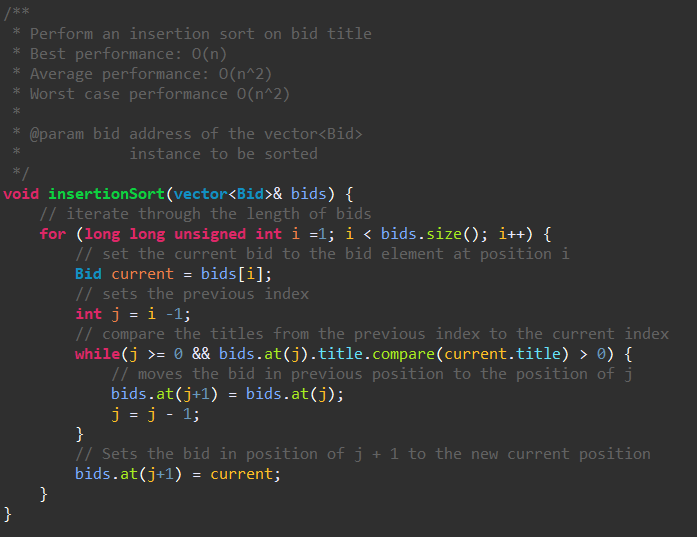 /**
 * Perform an insertion sort on bid title
 * Best performance: O(n)
 * Average performance: O(n^2)
 * Worst case performance O(n^2)
 *
 * @param bid address of the vector<Bid>
 *            instance to be sorted
 */
void insertionSort(vector<Bid>& bids) {
    // iterate through the length of bids
    for (long long unsigned int i =1; i < bids.size(); i++) {
        // set the current bid to the bid element at position i
        Bid current = bids[i];
        // sets the previous index
        int j = i -1;
        // compare the titles from the previous index to the current index
        while(j >= 0 && bids.at(j).title.compare(current.title) > 0) {
            // moves the bid in previous position to the position of j
            bids.at(j+1) = bids.at(j);
            j = j - 1;
        }
        // Sets the bid in position of j + 1 to the new current position
        bids.at(j+1) = current;
    }
}